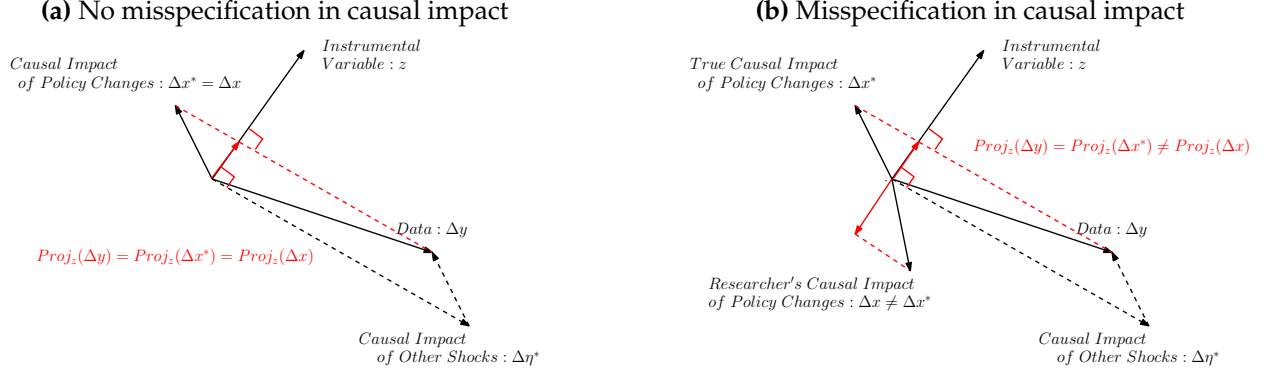 (a) No misspecification in causal impact
Instrumental
Variable : z
Causal Impact
of Policy Changes : Δx* = Δx
Data : Δy
Proj_z(Δy) = Proj_z(Δx*) = Proj_z(Δx)
Causal Impact
of Other Shocks : Δη*
(b) Misspecification in causal impact
Instrumental
Variable : z
True Causal Impact
of Policy Changes : Δx*
Proj_z(Δy) = Proj_z(Δx*) ≠ Proj_z(Δx)
Data : Δy
Researcher's Causal Impact
of Policy Changes : Δx ≠ Δx*
Causal Impact
of Other Shocks : Δη*